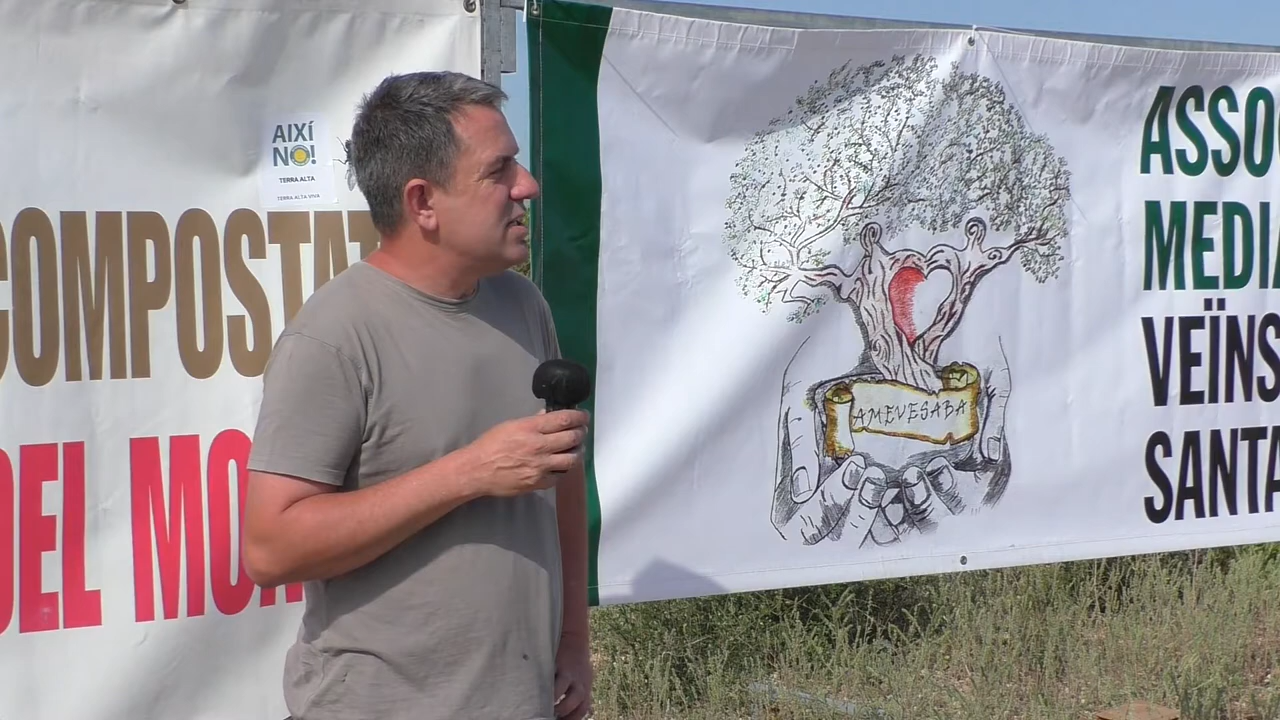 AIXÍ
NO!
TERRA ALTA
TERRA ALTA VIVA
COMPOSTAT
DEL MO
AMEVESABA
ASSO
MEDIA
VEÏNS
SANTA